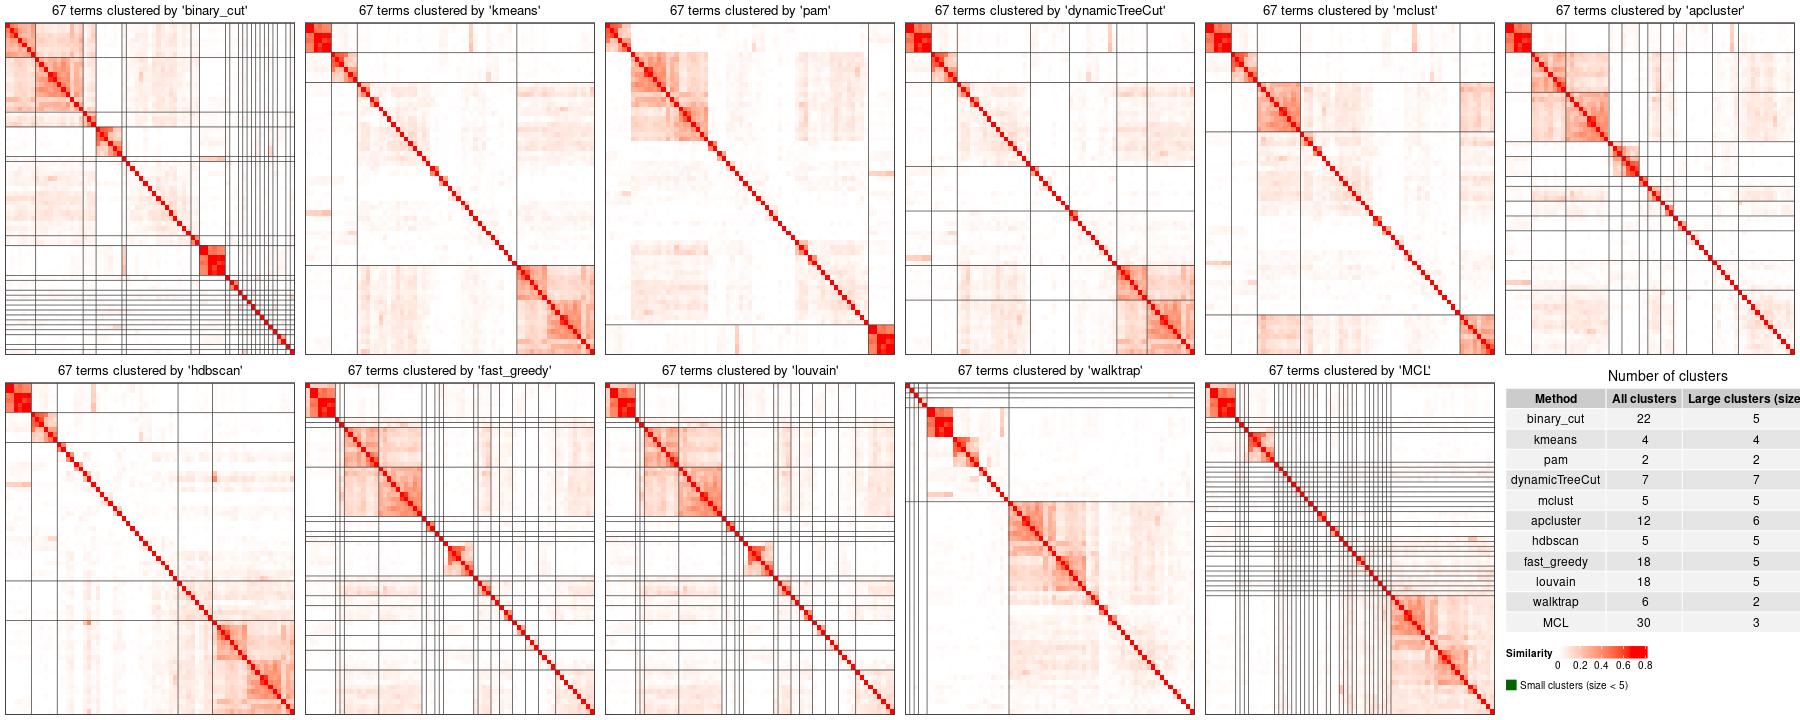 67 terms clustered by 'binary_cut'
67 terms clustered by 'kmeans'
67 terms clustered by 'pam'
67 terms clustered by 'dynamicTreeCut'
67 terms clustered by 'mclust'
67 terms clustered by 'apcluster'
67 terms clustered by 'hdbscan'
67 terms clustered by 'fast_greedy'
67 terms clustered by 'louvain'
67 terms clustered by 'walktrap'
67 terms clustered by 'MCL'
Number of clusters
Method All clusters Large clusters (size
binary_cut 22 5
kmeans 4 4
pam 2 2
dynamicTreeCut 7 7
mclust 5 5
apcluster 12 6
hdbscan 5 5
fast_greedy 18 5
louvain 18 5
walktrap 6 2
MCL 30 3
Similarity
0 0.2 0.4 0.6 0.8
Small clusters (size < 5)